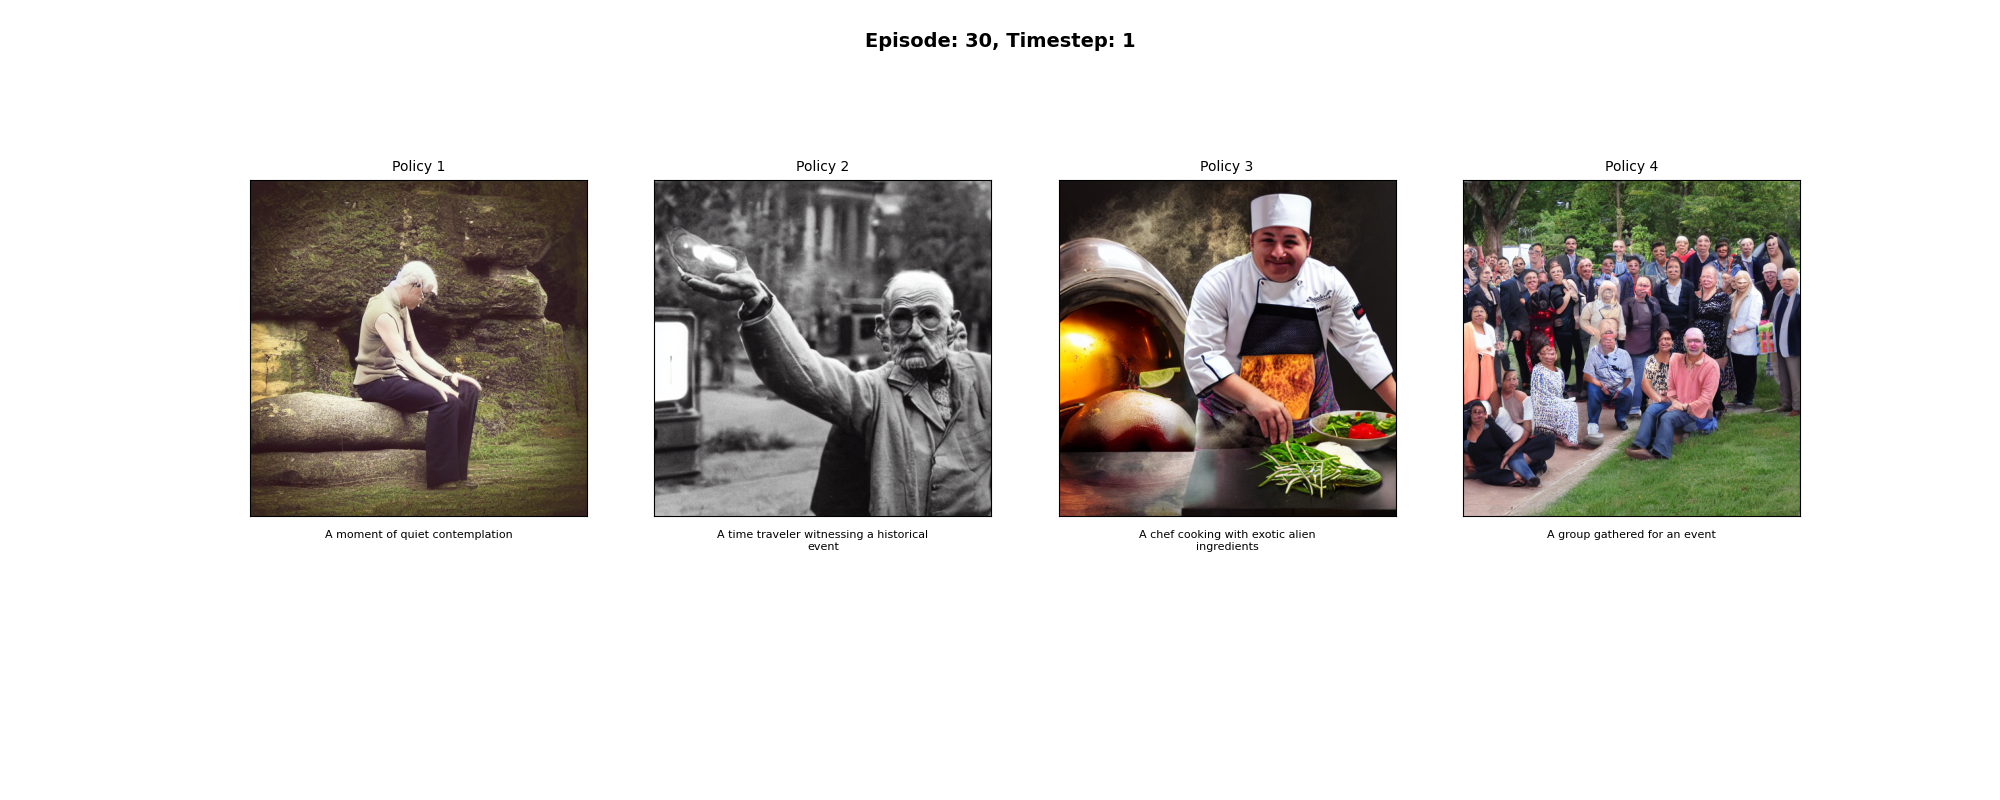 Episode: 30, Timestep: 1
Policy 1
Policy 2
Policy 3
Policy 4
A moment of quiet contemplation
A time traveler witnessing a historical
event
A chef cooking with exotic alien
ingredients
A group gathered for an event